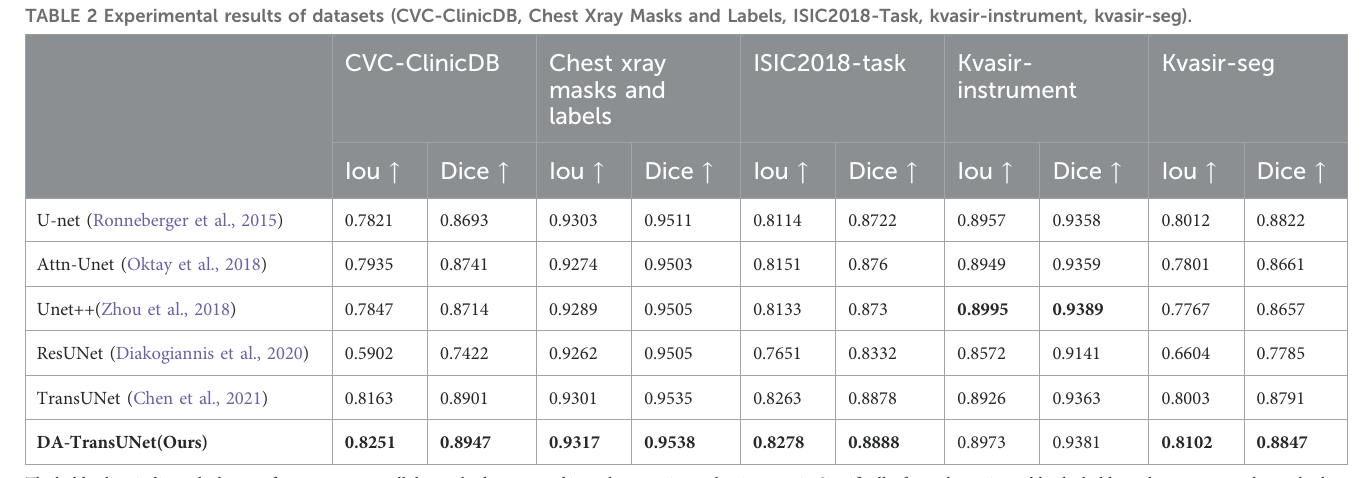 TABLE 2 Experimental results of datasets (CVC-ClinicDB, Chest Xray Masks and Labels, ISIC2018-Task, kvasir-instrument, kvasir-seg).
CVC-ClinicDB Chest xray masks and labels ISIC2018-task Kvasir-instrument Kvasir-seg
Iou ↑ Dice ↑ Iou ↑ Dice ↑ Iou ↑ Dice ↑ Iou ↑ Dice ↑ Iou ↑ Dice ↑
U-net (Ronneberger et al., 2015) 0.7821 0.8693 0.9303 0.9511 0.8114 0.8722 0.8957 0.9358 0.8012 0.8822
Attn-Unet (Oktay et al., 2018) 0.7935 0.8741 0.9274 0.9503 0.8151 0.876 0.8949 0.9359 0.7801 0.8661
Unet++(Zhou et al., 2018) 0.7847 0.8714 0.9289 0.9505 0.8133 0.873 0.8995 0.9389 0.7767 0.8657
ResUNet (Diakogiannis et al., 2020) 0.5902 0.7422 0.9262 0.9505 0.7651 0.8332 0.8572 0.9141 0.6604 0.7785
TransUNet (Chen et al., 2021) 0.8163 0.8901 0.9301 0.9535 0.8263 0.8878 0.8926 0.9363 0.8003 0.8791
DA-TransUNet(Ours) 0.8251 0.8947 0.9317 0.9538 0.8278 0.8888 0.8973 0.9381 0.8102 0.8847